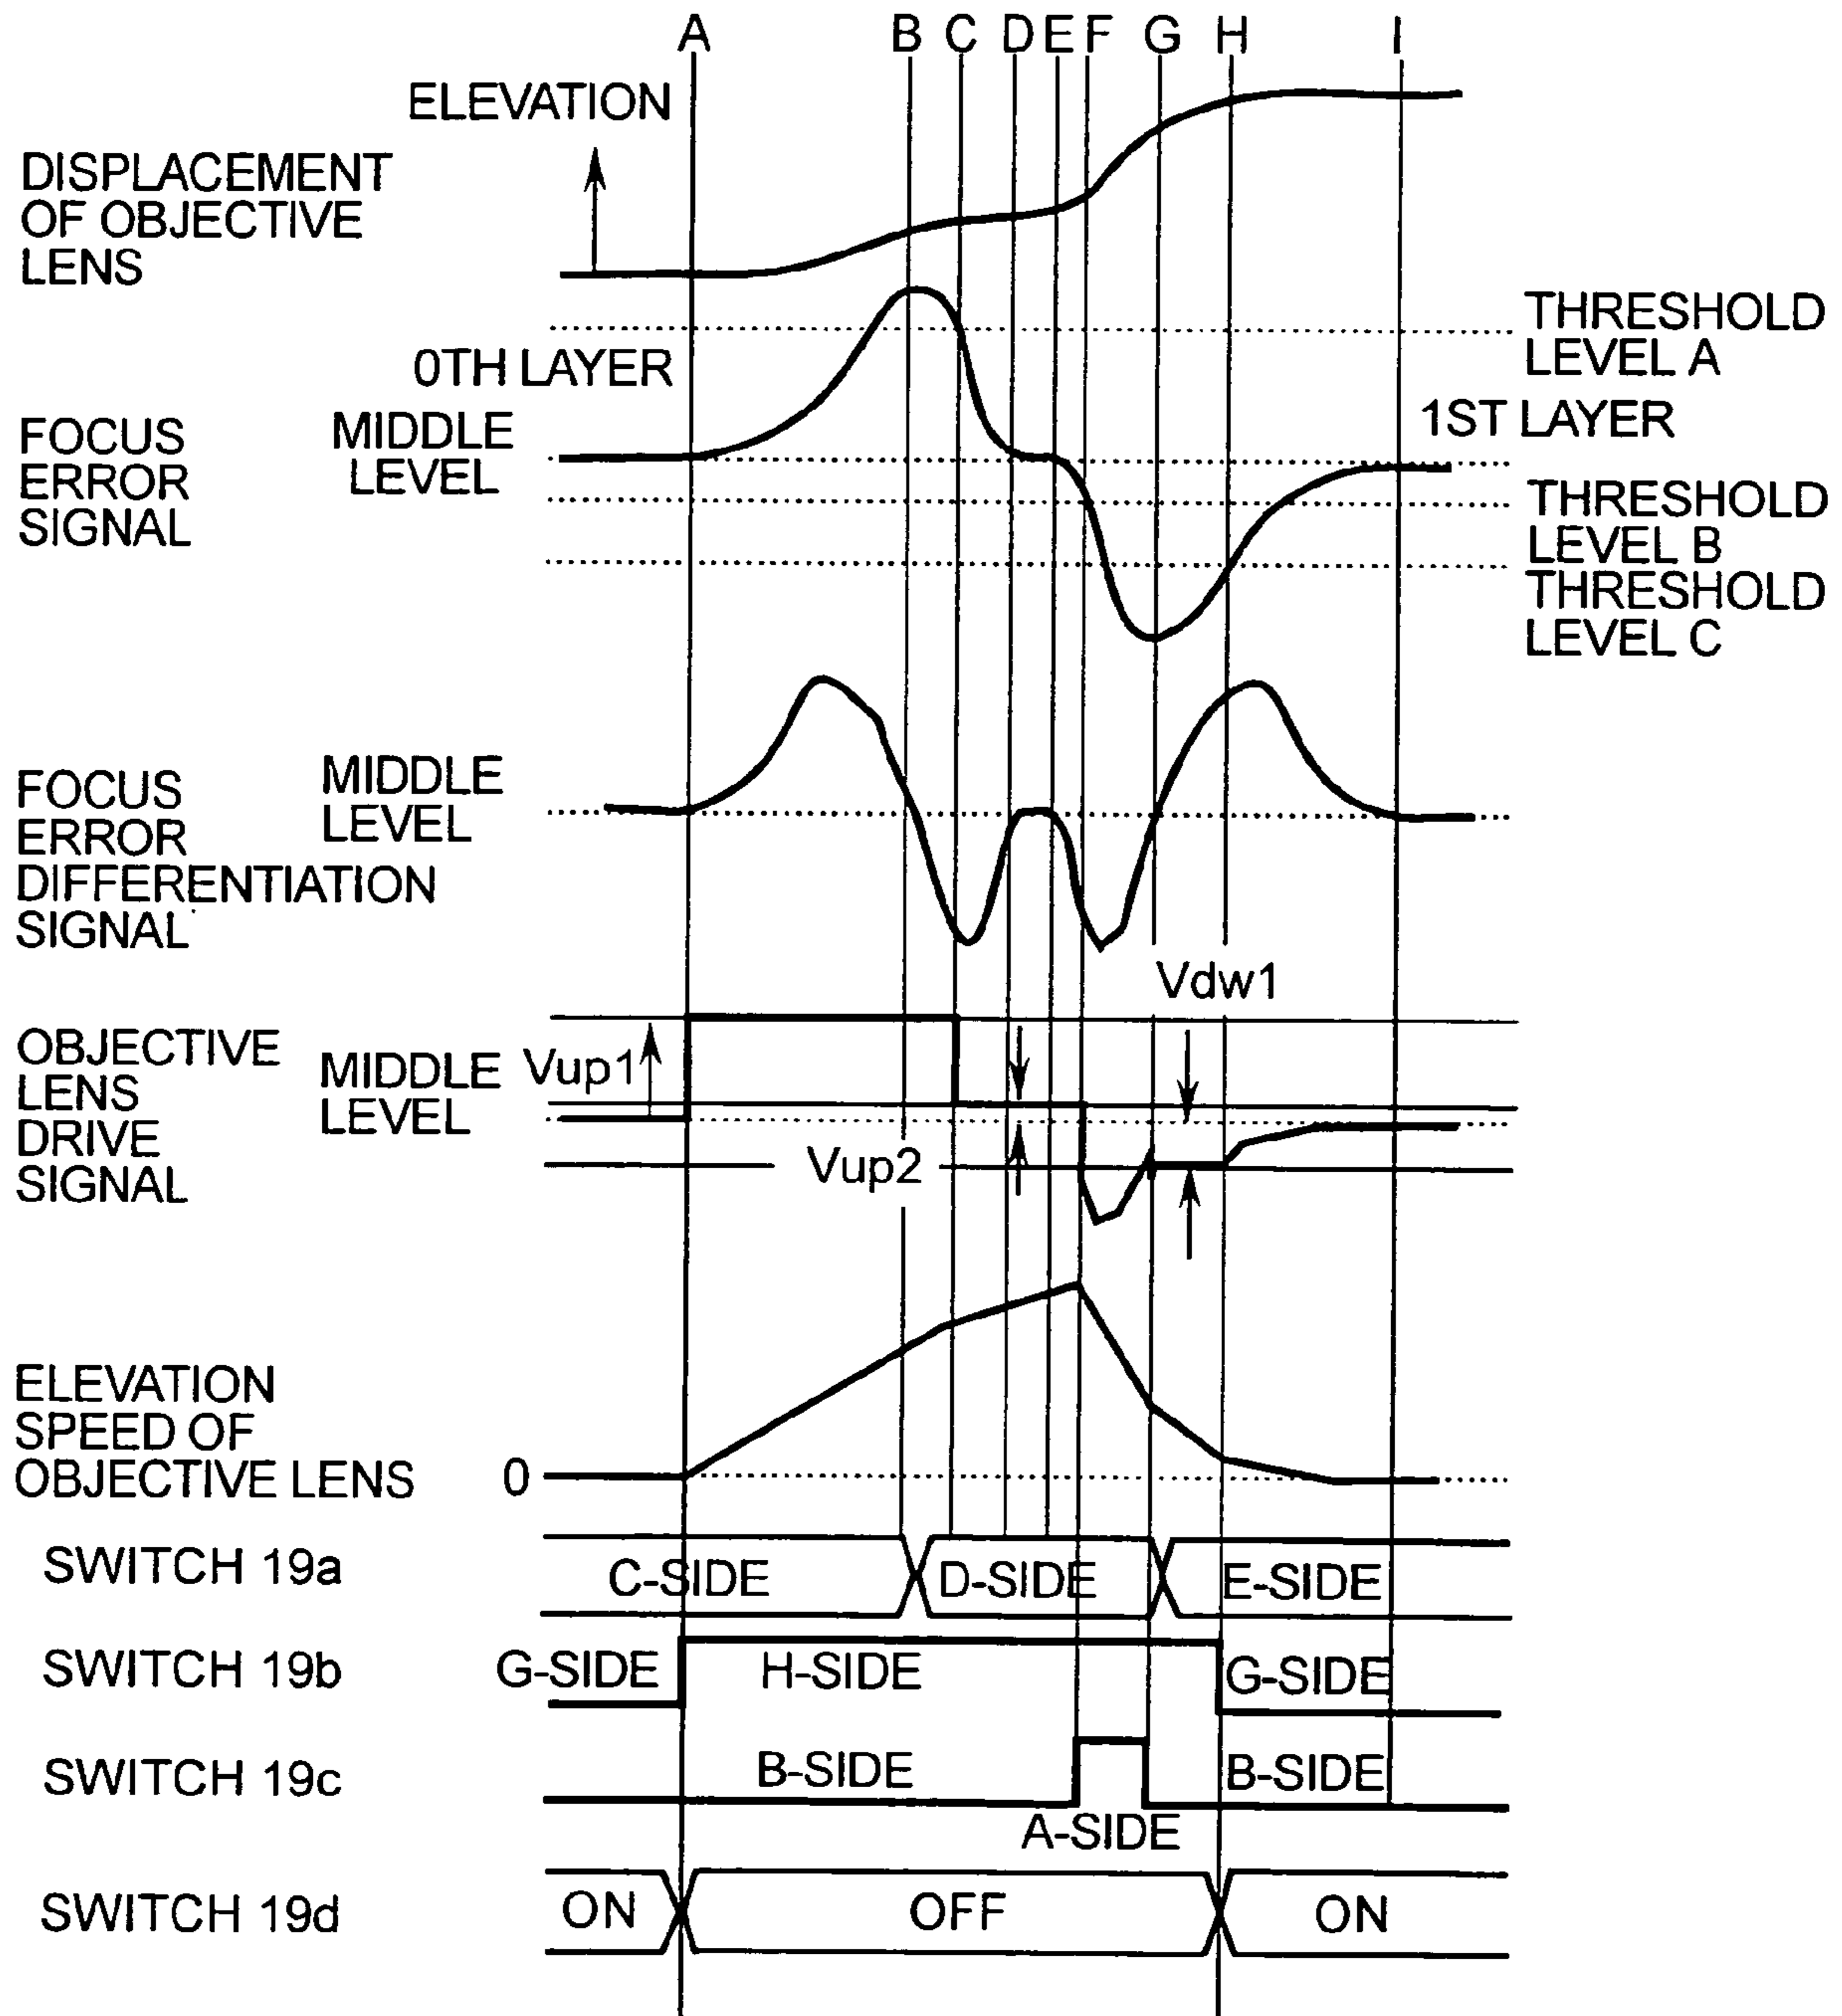 A B C D E F G H I
ELEVATION
DISPLACEMENT
OF OBJECTIVE
LENS
THRESHOLD
LEVEL A
0TH LAYER
1ST LAYER
FOCUS
ERROR
SIGNAL
MIDDLE
LEVEL
THRESHOLD
LEVEL B
THRESHOLD
LEVEL C
FOCUS
ERROR
DIFFERENTIATION
SIGNAL
MIDDLE
LEVEL
Vdw1
OBJECTIVE
LENS
DRIVE
SIGNAL
MIDDLE
LEVEL
Vup1
Vup2
ELEVATION
SPEED OF
OBJECTIVE LENS
0
SWITCH 19a
C-SIDE
D-SIDE
E-SIDE
SWITCH 19b
G-SIDE
H-SIDE
G-SIDE
SWITCH 19c
B-SIDE
A-SIDE
B-SIDE
SWITCH 19d
ON
OFF
ON